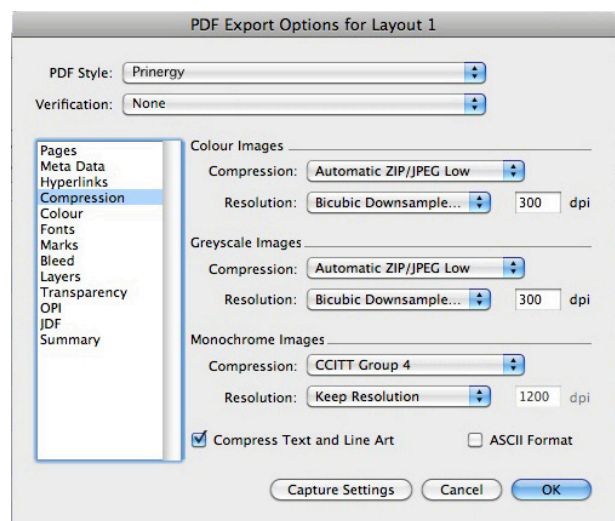 PDF Export Options for Layout 1
PDF Style: Prinergy
Verification: None
Pages
Meta Data
Hyperlinks
Compression
Colour
Fonts
Marks
Bleed
Layers
Transparency
OPI
JDF
Summary
Colour Images
Compression: Automatic ZIP/JPEG Low
Resolution: Bicubic Downsample... 300 dpi
Greyscale Images
Compression: Automatic ZIP/JPEG Low
Resolution: Bicubic Downsample... 300 dpi
Monochrome Images
Compression: CCITT Group 4
Resolution: Keep Resolution 1200 dpi
Compress Text and Line Art ASCII Format
Capture Settings Cancel OK